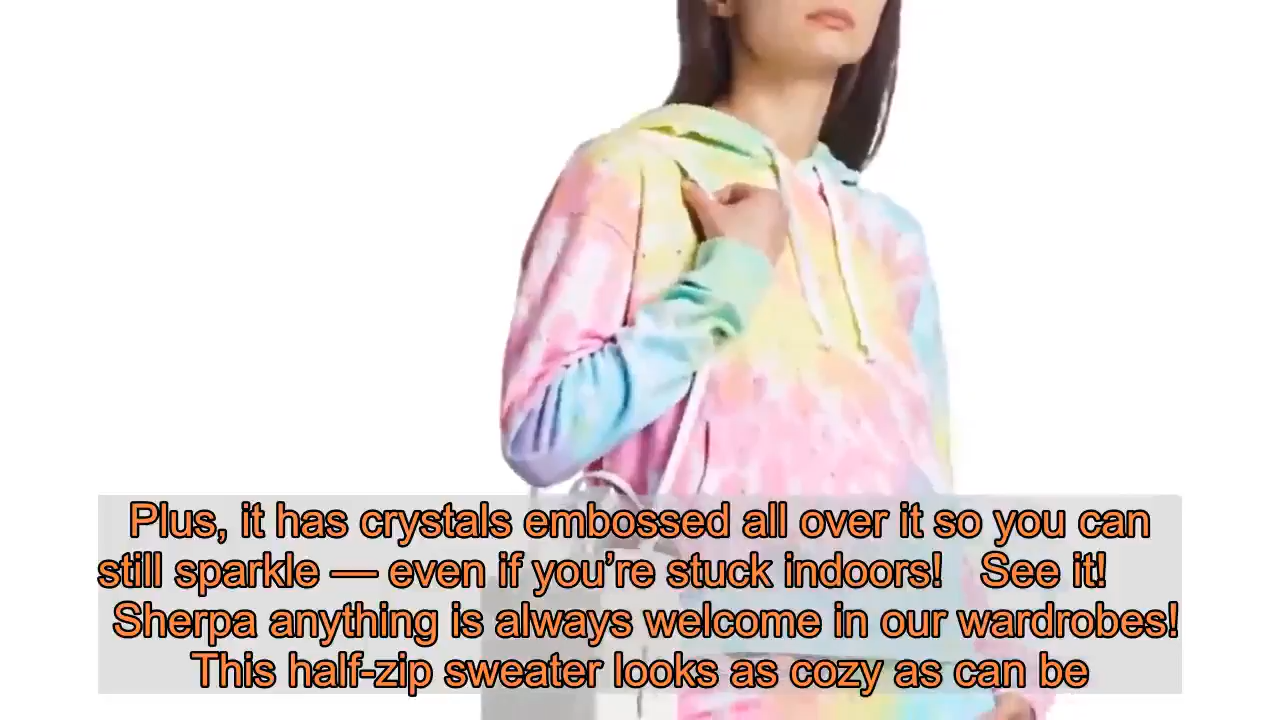 Plus, it has crystals embossed all over it so you can
still sparkle — even if you’re stuck indoors!   See it!
Sherpa anything is always welcome in our wardrobes!
This half-zip sweater looks as cozy as can be